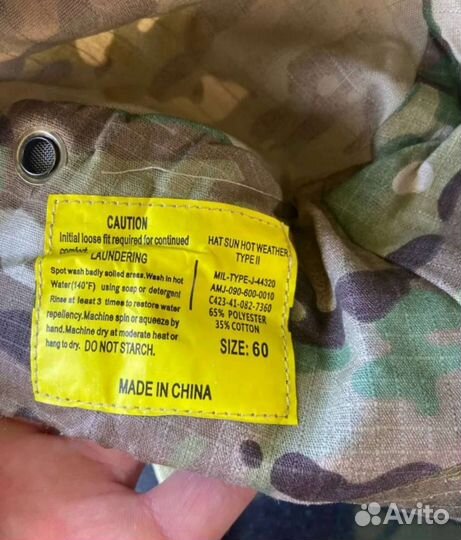 CAUTION
Initial loose fit required for continued
comfort. LAUNDERING
Spot wash badly soiled areas. Wash in hot
Water(140°F) using soap or detergent
Rinse at least 3 times to restore water
repellency. Machine spin or squeeze by
hand. Machine dry at moderate heat or
hang to dry. DO NOT STARCH.
HAT SUN HOT WEATHER
TYPE II
MIL-TYPE-J-44320
AMJ-090-600-0010
C423-41-082-7360
65% POLYESTER
35% COTTON
SIZE: 60
MADE IN CHINA
Avito